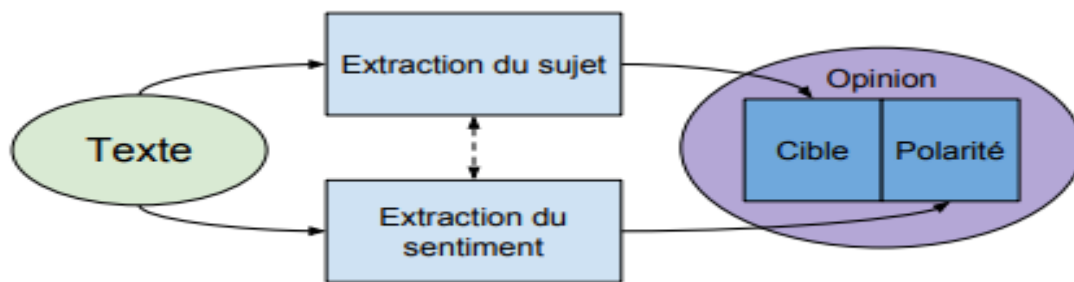 Extraction du sujet
Opinion
Texte
Cible
Polarité
Extraction du
sentiment